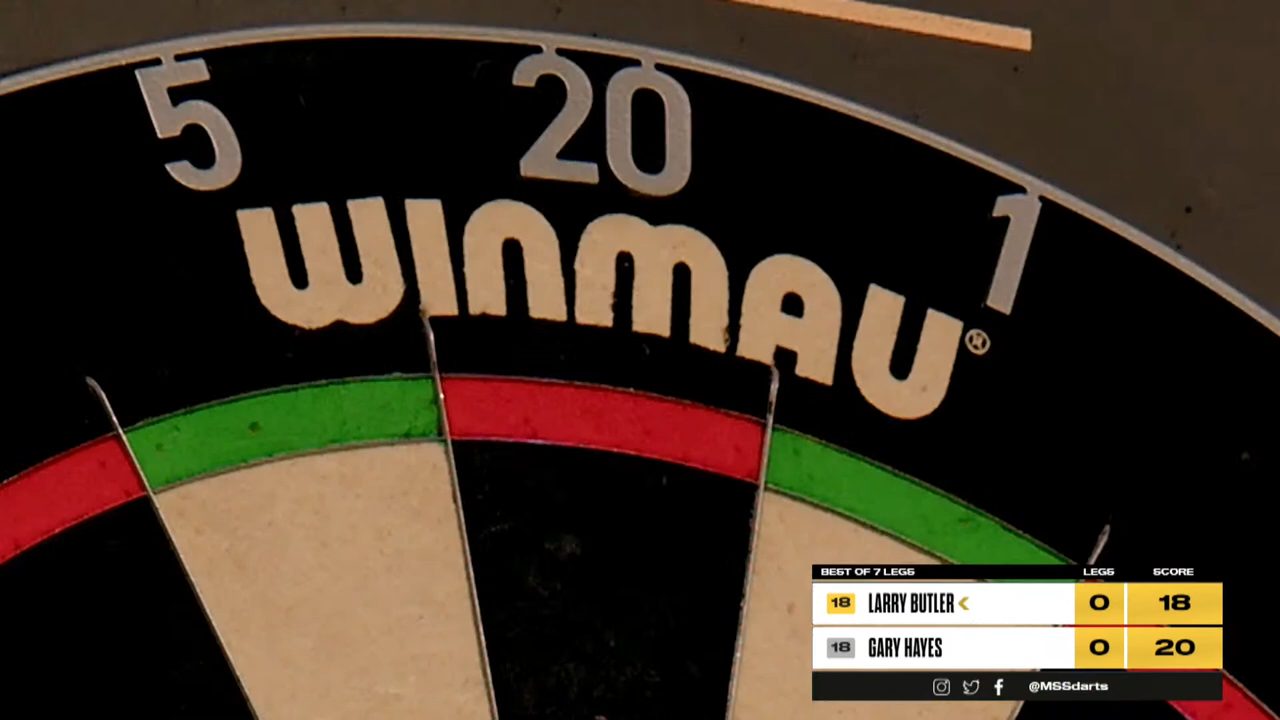 5 20 1
WINMAU®
BEST OF 7 LEGS LEGS SCORE
18 LARRY BUTLER 0 18
18 GARY HAYES 0 20
@MSSdarts